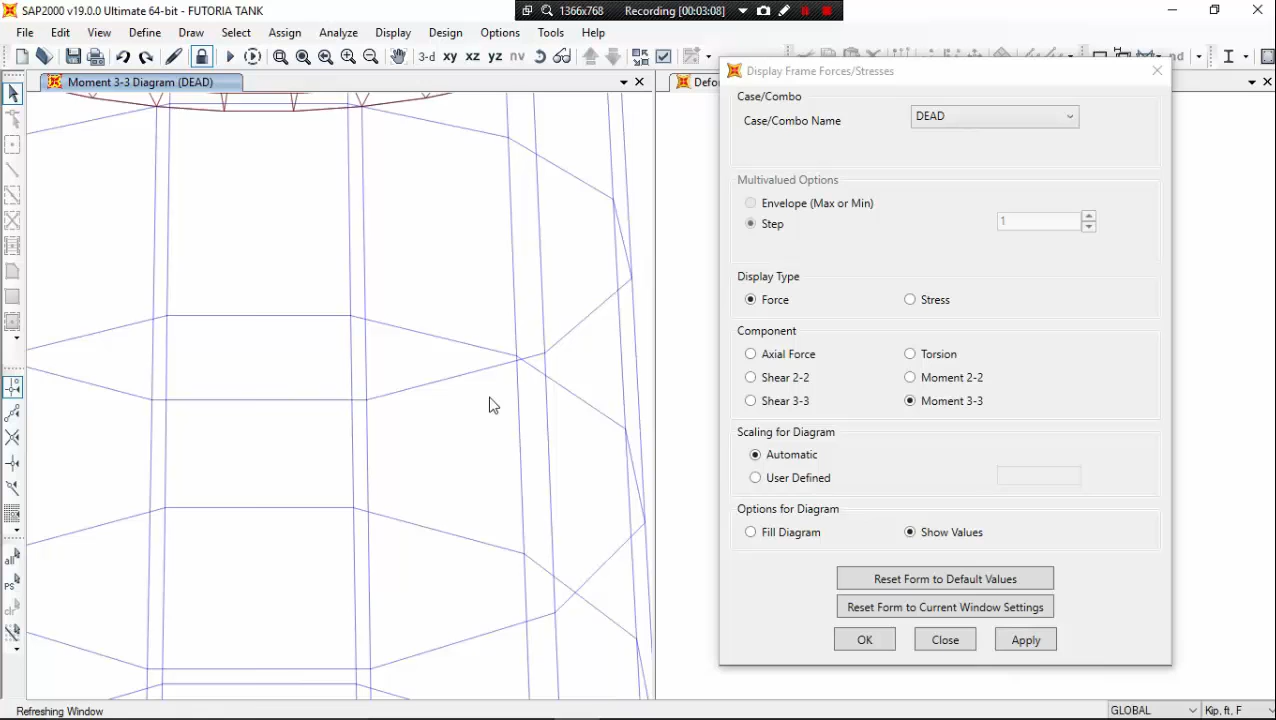 SAP2000 v19.0.0 Ultimate 64-bit - FUTORIA TANK
1366x768 Recording [00:03:08]
File Edit View Define Draw Select Assign Analyze Display Design Options Tools Help
3-d xy xz yz nv
Moment 3-3 Diagram (DEAD)
Defo
Display Frame Forces/Stresses
Case/Combo
Case/Combo Name DEAD
Multivalued Options
Envelope (Max or Min)
Step 1
Display Type
Force Stress
Component
Axial Force Torsion
Shear 2-2 Moment 2-2
Shear 3-3 Moment 3-3
Scaling for Diagram
Automatic
User Defined
Options for Diagram
Fill Diagram Show Values
Reset Form to Default Values
Reset Form to Current Window Settings
OK Close Apply
all
PS
clr
Refreshing Window
GLOBAL Kip, ft, F